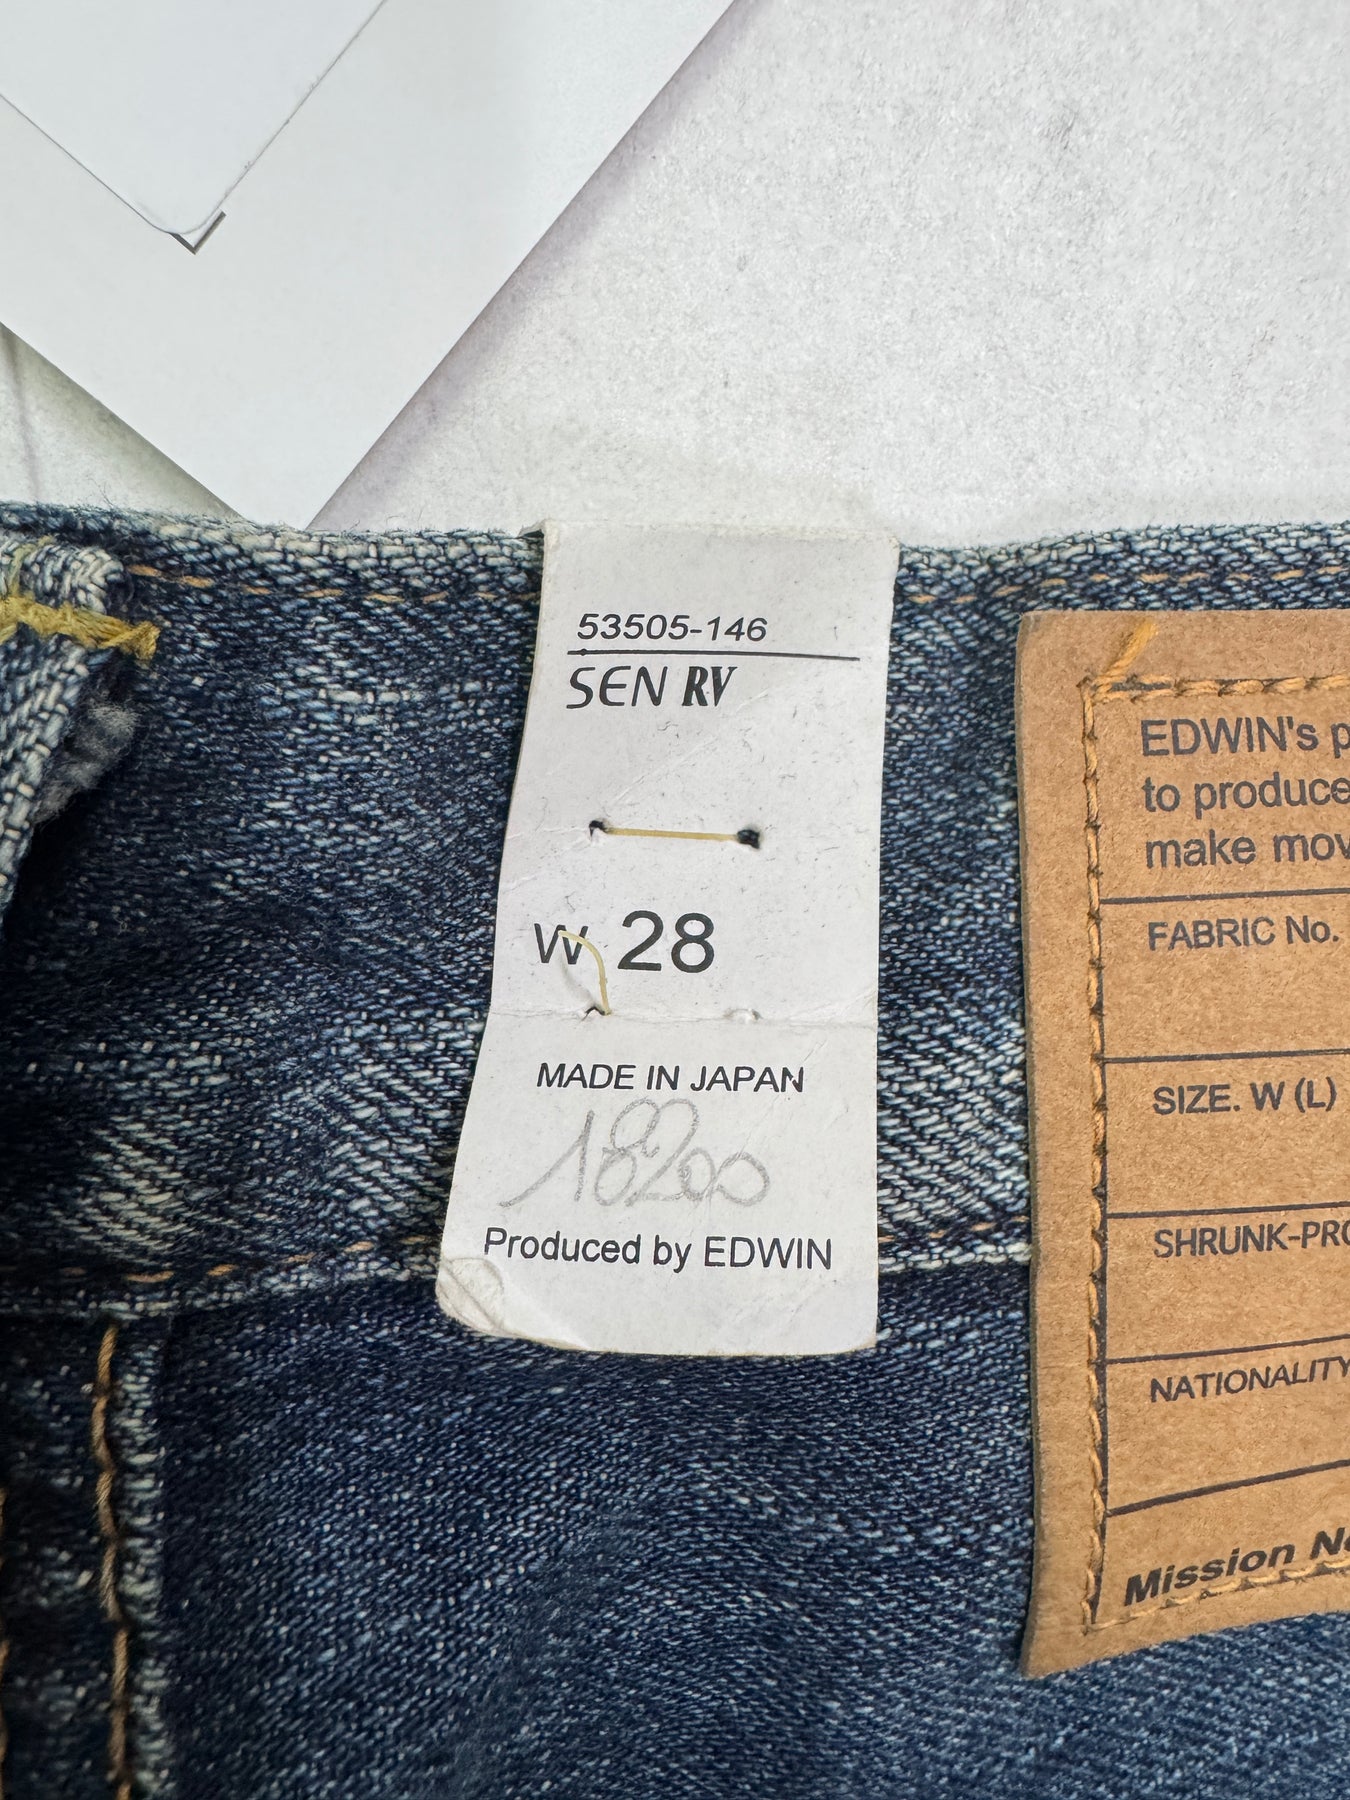 53505-146
SEN RV
W 28
MADE IN JAPAN
18200
Produced by EDWIN
EDWIN's p
to produce
make mov
FABRIC No.
SIZE. W (L)
SHRUNK-PRO
NATIONALITY
Mission No